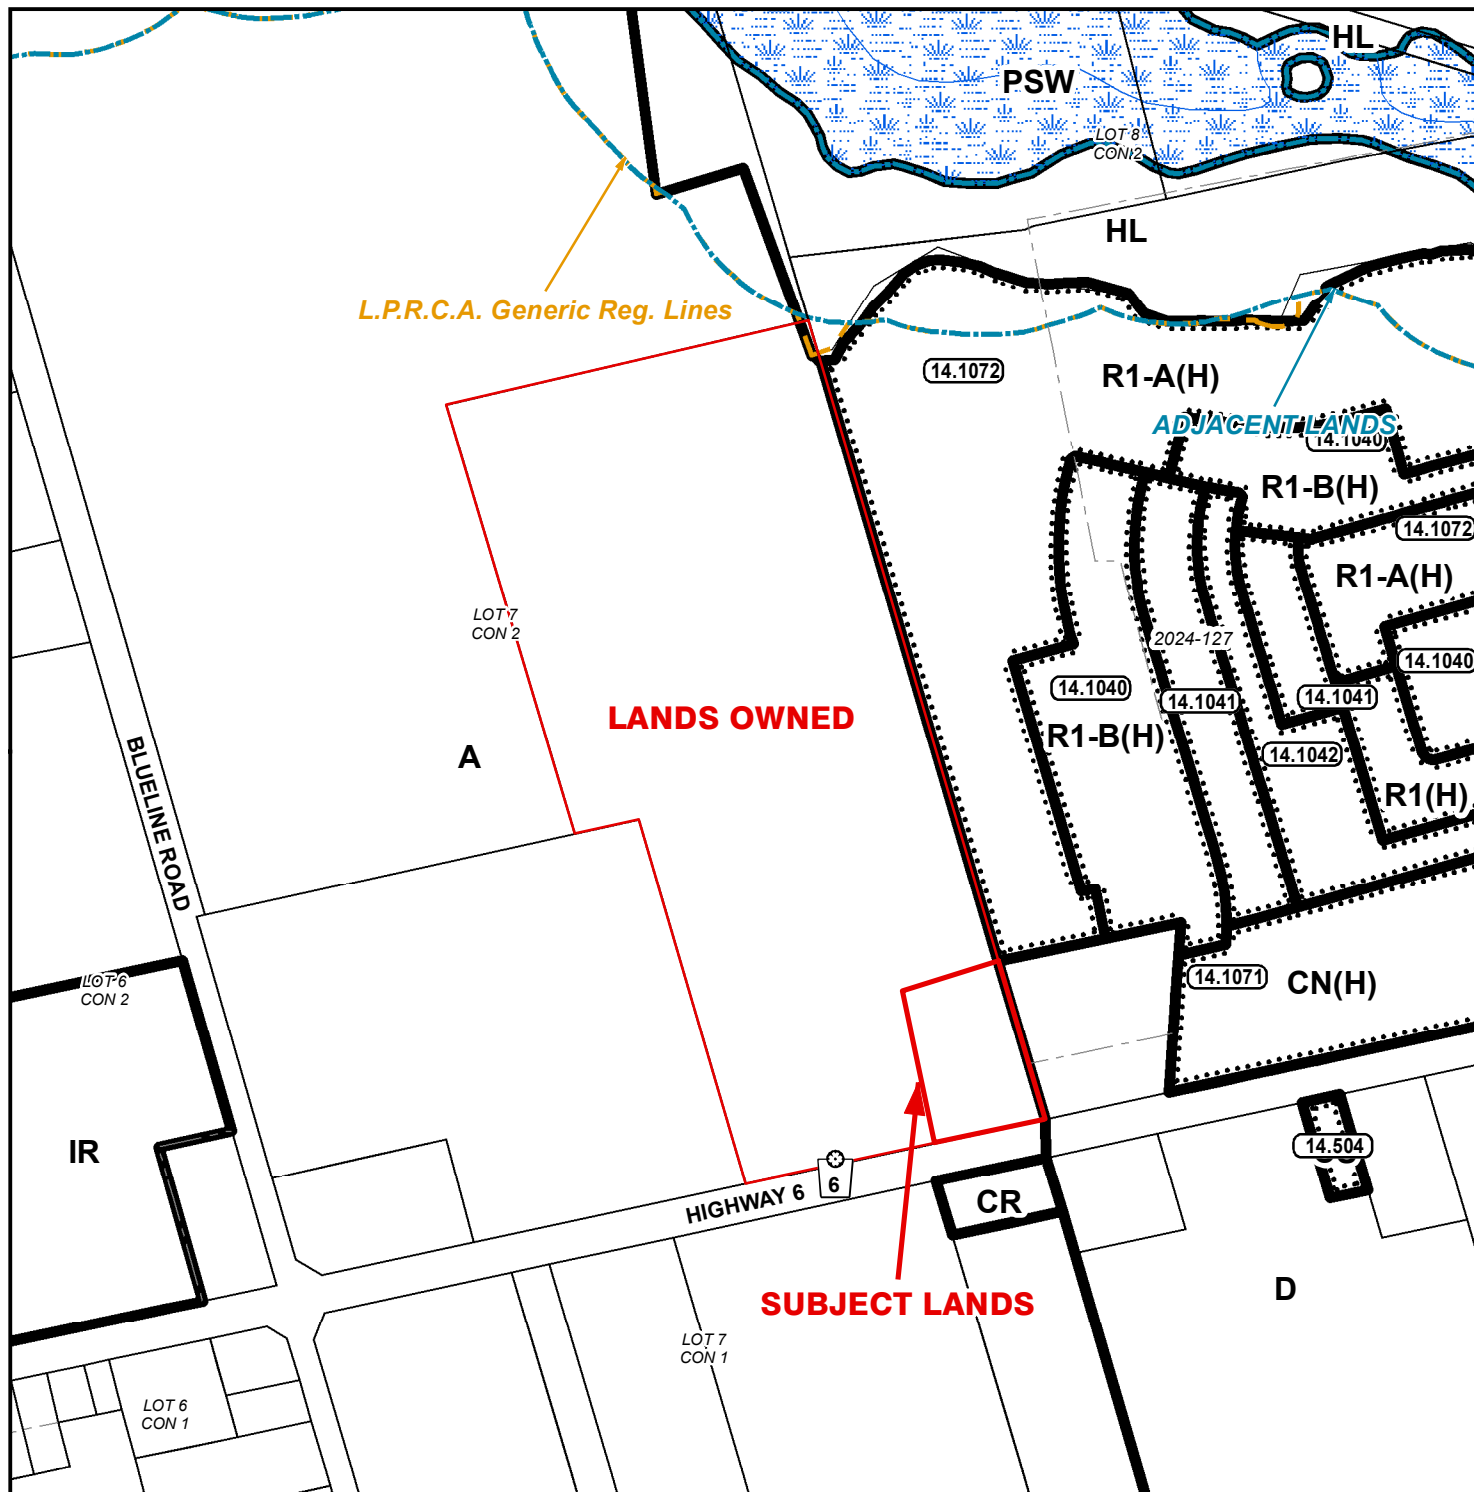 HL
PSW
LOT 8
CON 2
HL
L.P.R.C.A. Generic Reg. Lines
14.1072
R1-A(H)
ADJACENT LANDS
14.1040
R1-B(H)
14.1072
R1-A(H)
LOT 7
CON 2
2024-127
14.1040
14.1040
14.1041
14.1041
LANDS OWNED
R1-B(H)
A
14.1042
R1(H)
BLUELINE ROAD
LOT 6
CON 2
14.1071
CN(H)
IR
14.504
6
HIGHWAY 6
CR
D
SUBJECT LANDS
LOT 7
CON 1
LOT 6
CON 1